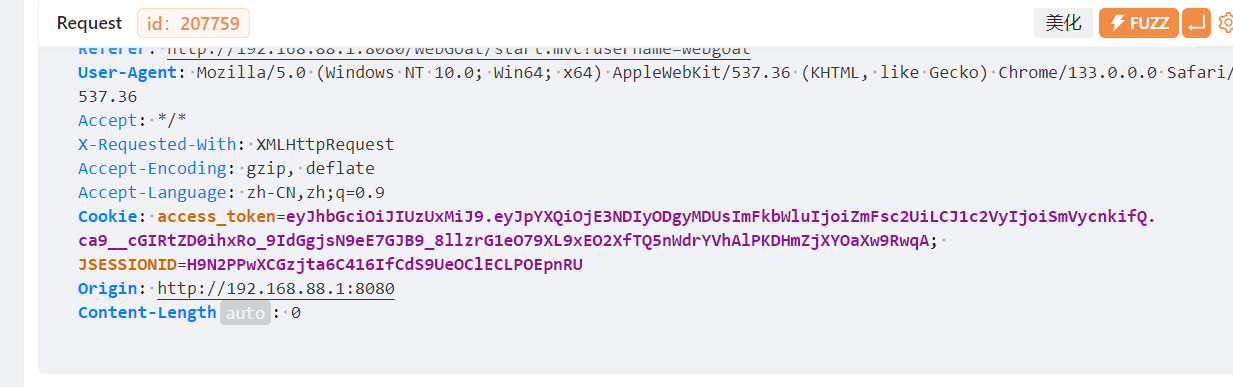 Request id: 207759 美化 FUZZ
Referer: http://192.168.88.1:8080/WebGoat/start.mvc?username=webgoat
User-Agent: Mozilla/5.0 (Windows NT 10.0; Win64; x64) AppleWebKit/537.36 (KHTML, like Gecko) Chrome/133.0.0.0 Safari/
537.36
Accept: */*
X-Requested-With: XMLHttpRequest
Accept-Encoding: gzip, deflate
Accept-Language: zh-CN,zh;q=0.9
Cookie: access_token=eyJhbGciOiJIUzUxMiJ9.eyJpYXQiOjE3NDIyODgyMDUsImFkbWluIjoiZmFsc2UiLCJ1c2VyIjoiSmVycnkifQ.
ca9__cGIRtZD0ihxRo_9IdGgjsN9eE7GJB9_8llzrG1eO79XL9xEO2XfTQ5nWdrYVhAlPKDHmZjXYOaXw9RwqA;
JSESSIONID=H9N2PPwXCGzjta6C416IfCdS9UeOClECLPOEpnRU
Origin: http://192.168.88.1:8080
Content-Length auto: 0